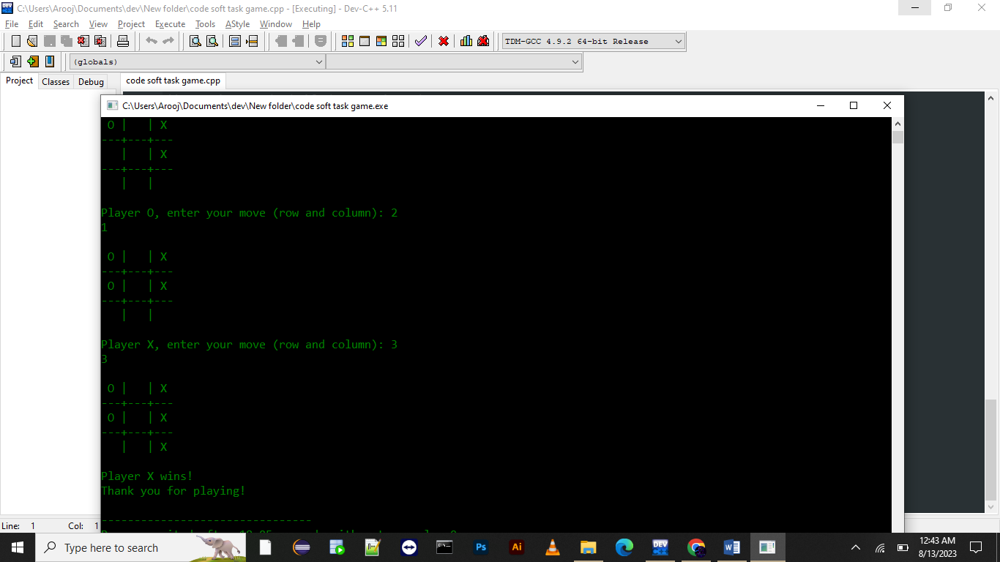 C:\Users\Arooj\Documents\dev\New folder\code soft task game.cpp - [Executing] - Dev-C++ 5.11
File Edit Search View Project Execute Tools AStyle Window Help
TDM-GCC 4.9.2 64-bit Release
(globals)
Project Classes Debug code soft task game.cpp
C:\Users\Arooj\Documents\dev\New folder\code soft task game.exe
 O |   | X
---+---+---
   |   | X
---+---+---
   |   |
Player O, enter your move (row and column): 2
1
 O |   | X
---+---+---
 O |   | X
---+---+---
   |   |
Player X, enter your move (row and column): 3
3
 O |   | X
---+---+---
 O |   | X
---+---+---
   |   | X
Player X wins!
Thank you for playing!
--------------------------------
Line: 1 Col: 1
Type here to search
12:43 AM
8/13/2023